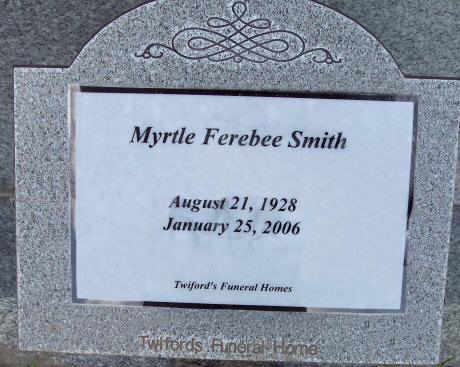 Myrtle Ferebee Smith
August 21, 1928
January 25, 2006
Twiford's Funeral Homes
Twifords Funeral Home